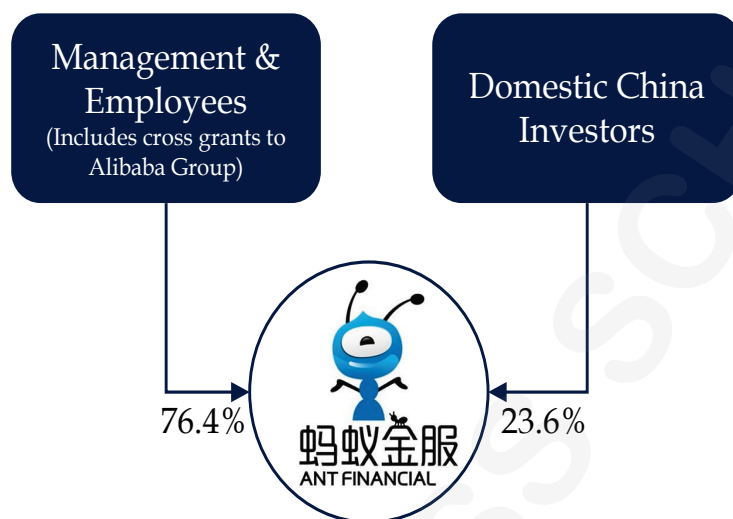 Management &
Employees
(Includes cross grants to
Alibaba Group)
Domestic China
Investors
76.4%
23.6%
蚂蚁金服
ANT FINANCIAL